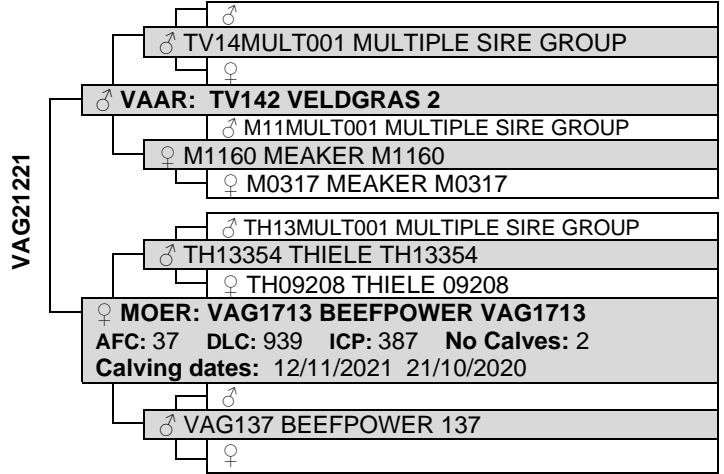 ♂
♂ TV14MULT001 MULTIPLE SIRE GROUP
♀
♂ VAAR: TV142 VELDGRAS 2
♂ M11MULT001 MULTIPLE SIRE GROUP
♀ M1160 MEAKER M1160
♀ M0317 MEAKER M0317
VAG21221
♂ TH13MULT001 MULTIPLE SIRE GROUP
♂ TH13354 THIELE TH13354
♀ TH09208 THIELE 09208
♀ MOER: VAG1713 BEEFPOWER VAG1713
AFC: 37 DLC: 939 ICP: 387 No Calves: 2
Calving dates: 12/11/2021 21/10/2020
♂
♂ VAG137 BEEFPOWER 137
♀